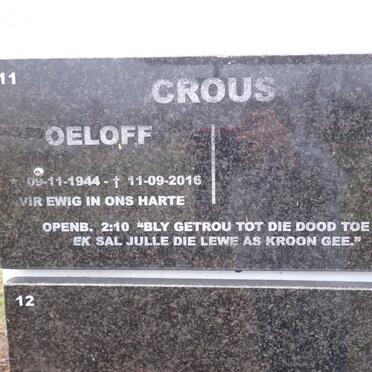 11
CROUS
OELOFF
* 09-11-1944 - † 11-09-2016
VIR EWIG IN ONS HARTE
OPENB. 2:10 “BLY GETROU TOT DIE DOOD TOE
EK SAL JULLE DIE LEWE AS KROON GEE.”
12